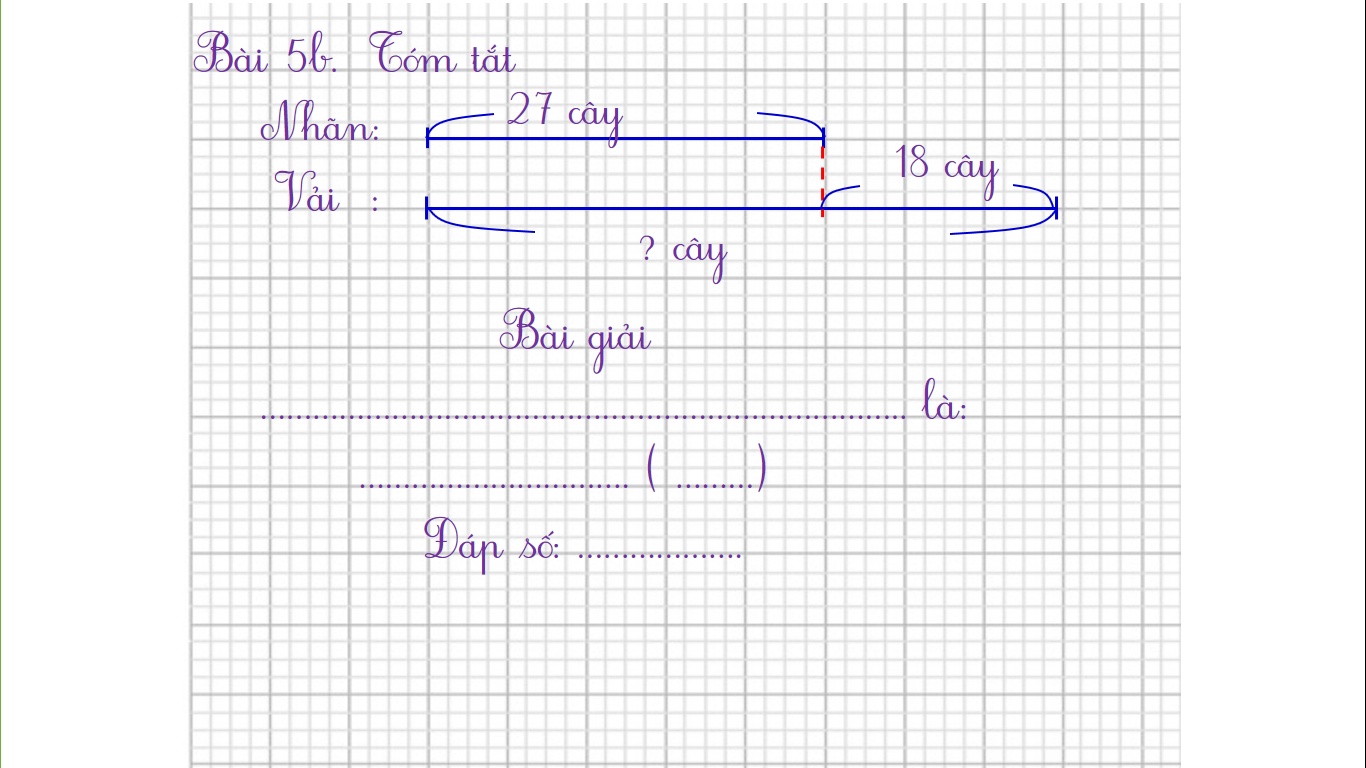 Bài 5b. Tóm tắt
27 cây
Nhãn:
18 cây
Vải :
? cây
Bài giải
........................................................................... là:
............................... ( .........)
Đáp số: ...................